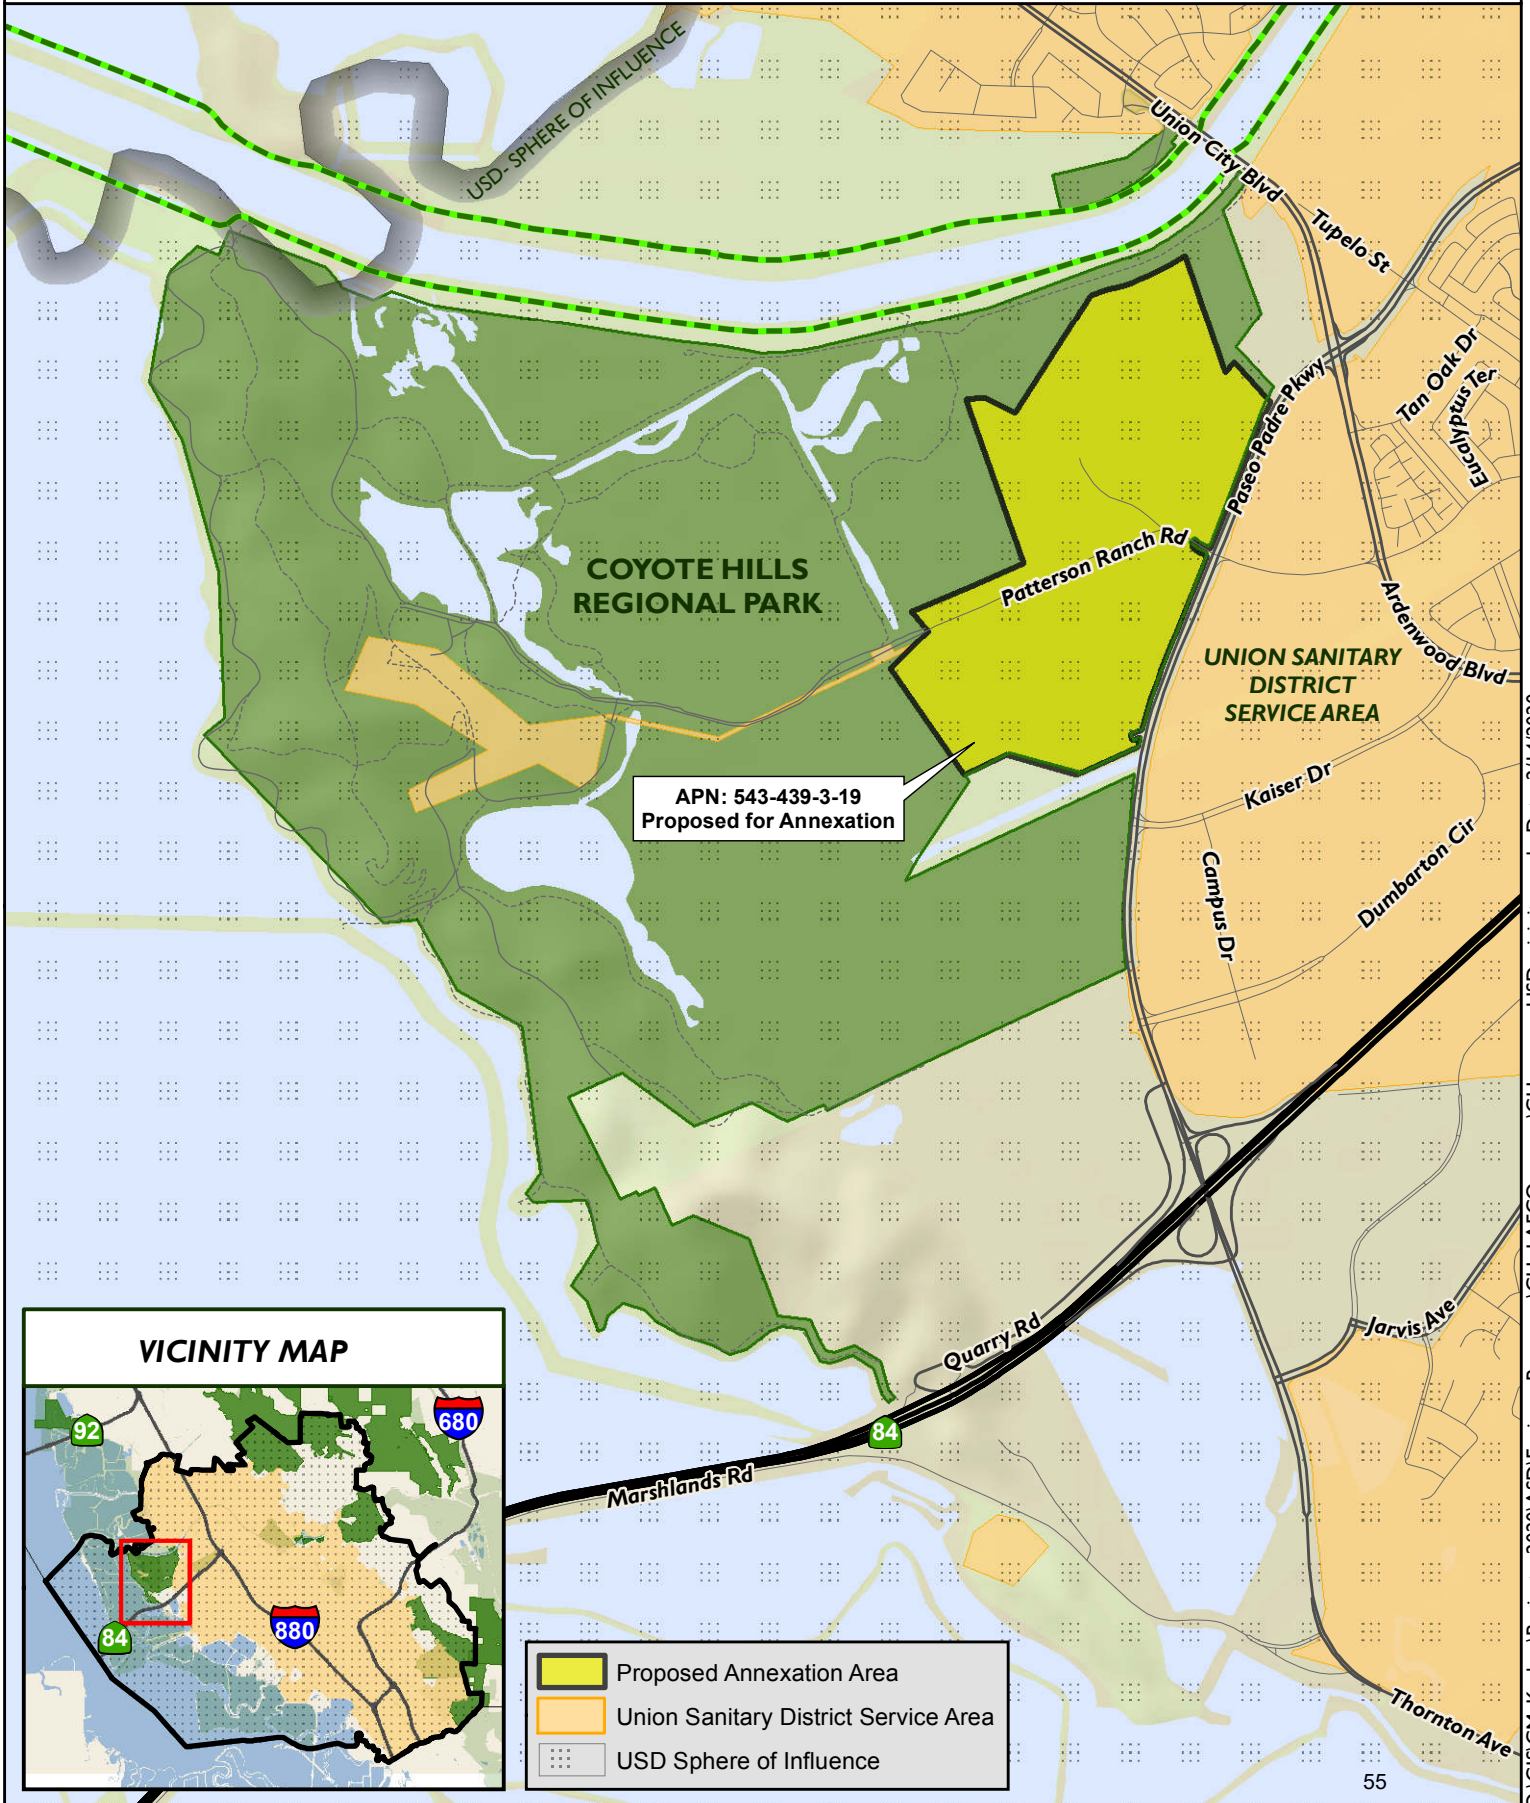 USD- SPHERE OF INFLUENCE
Union City Blvd
Tupelo St
Tan Oak Dr
Eucalyptus Ter
Paseo Padre Pkwy
COYOTE HILLS
REGIONAL PARK
Patterson Ranch Rd
Ardenwood Blvd
UNION SANITARY
DISTRICT
SERVICE AREA
APN: 543-439-3-19
Proposed for Annexation
Kaiser Dr
Campus Dr
Dumbarton Cir
Quarry Rd
Jarvis Ave
84
Marshlands Rd
Thornton Ave
VICINITY MAP
92
680
84
880
Proposed Annexation Area
Union Sanitary District Service Area
USD Sphere of Influence
55